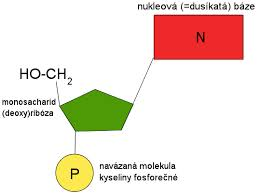 nukleová (=dusíkatá) báze
N
HO-CH2
monosacharid
(deoxy)ribóza
P
navázaná molekula
kyseliny fosforečné